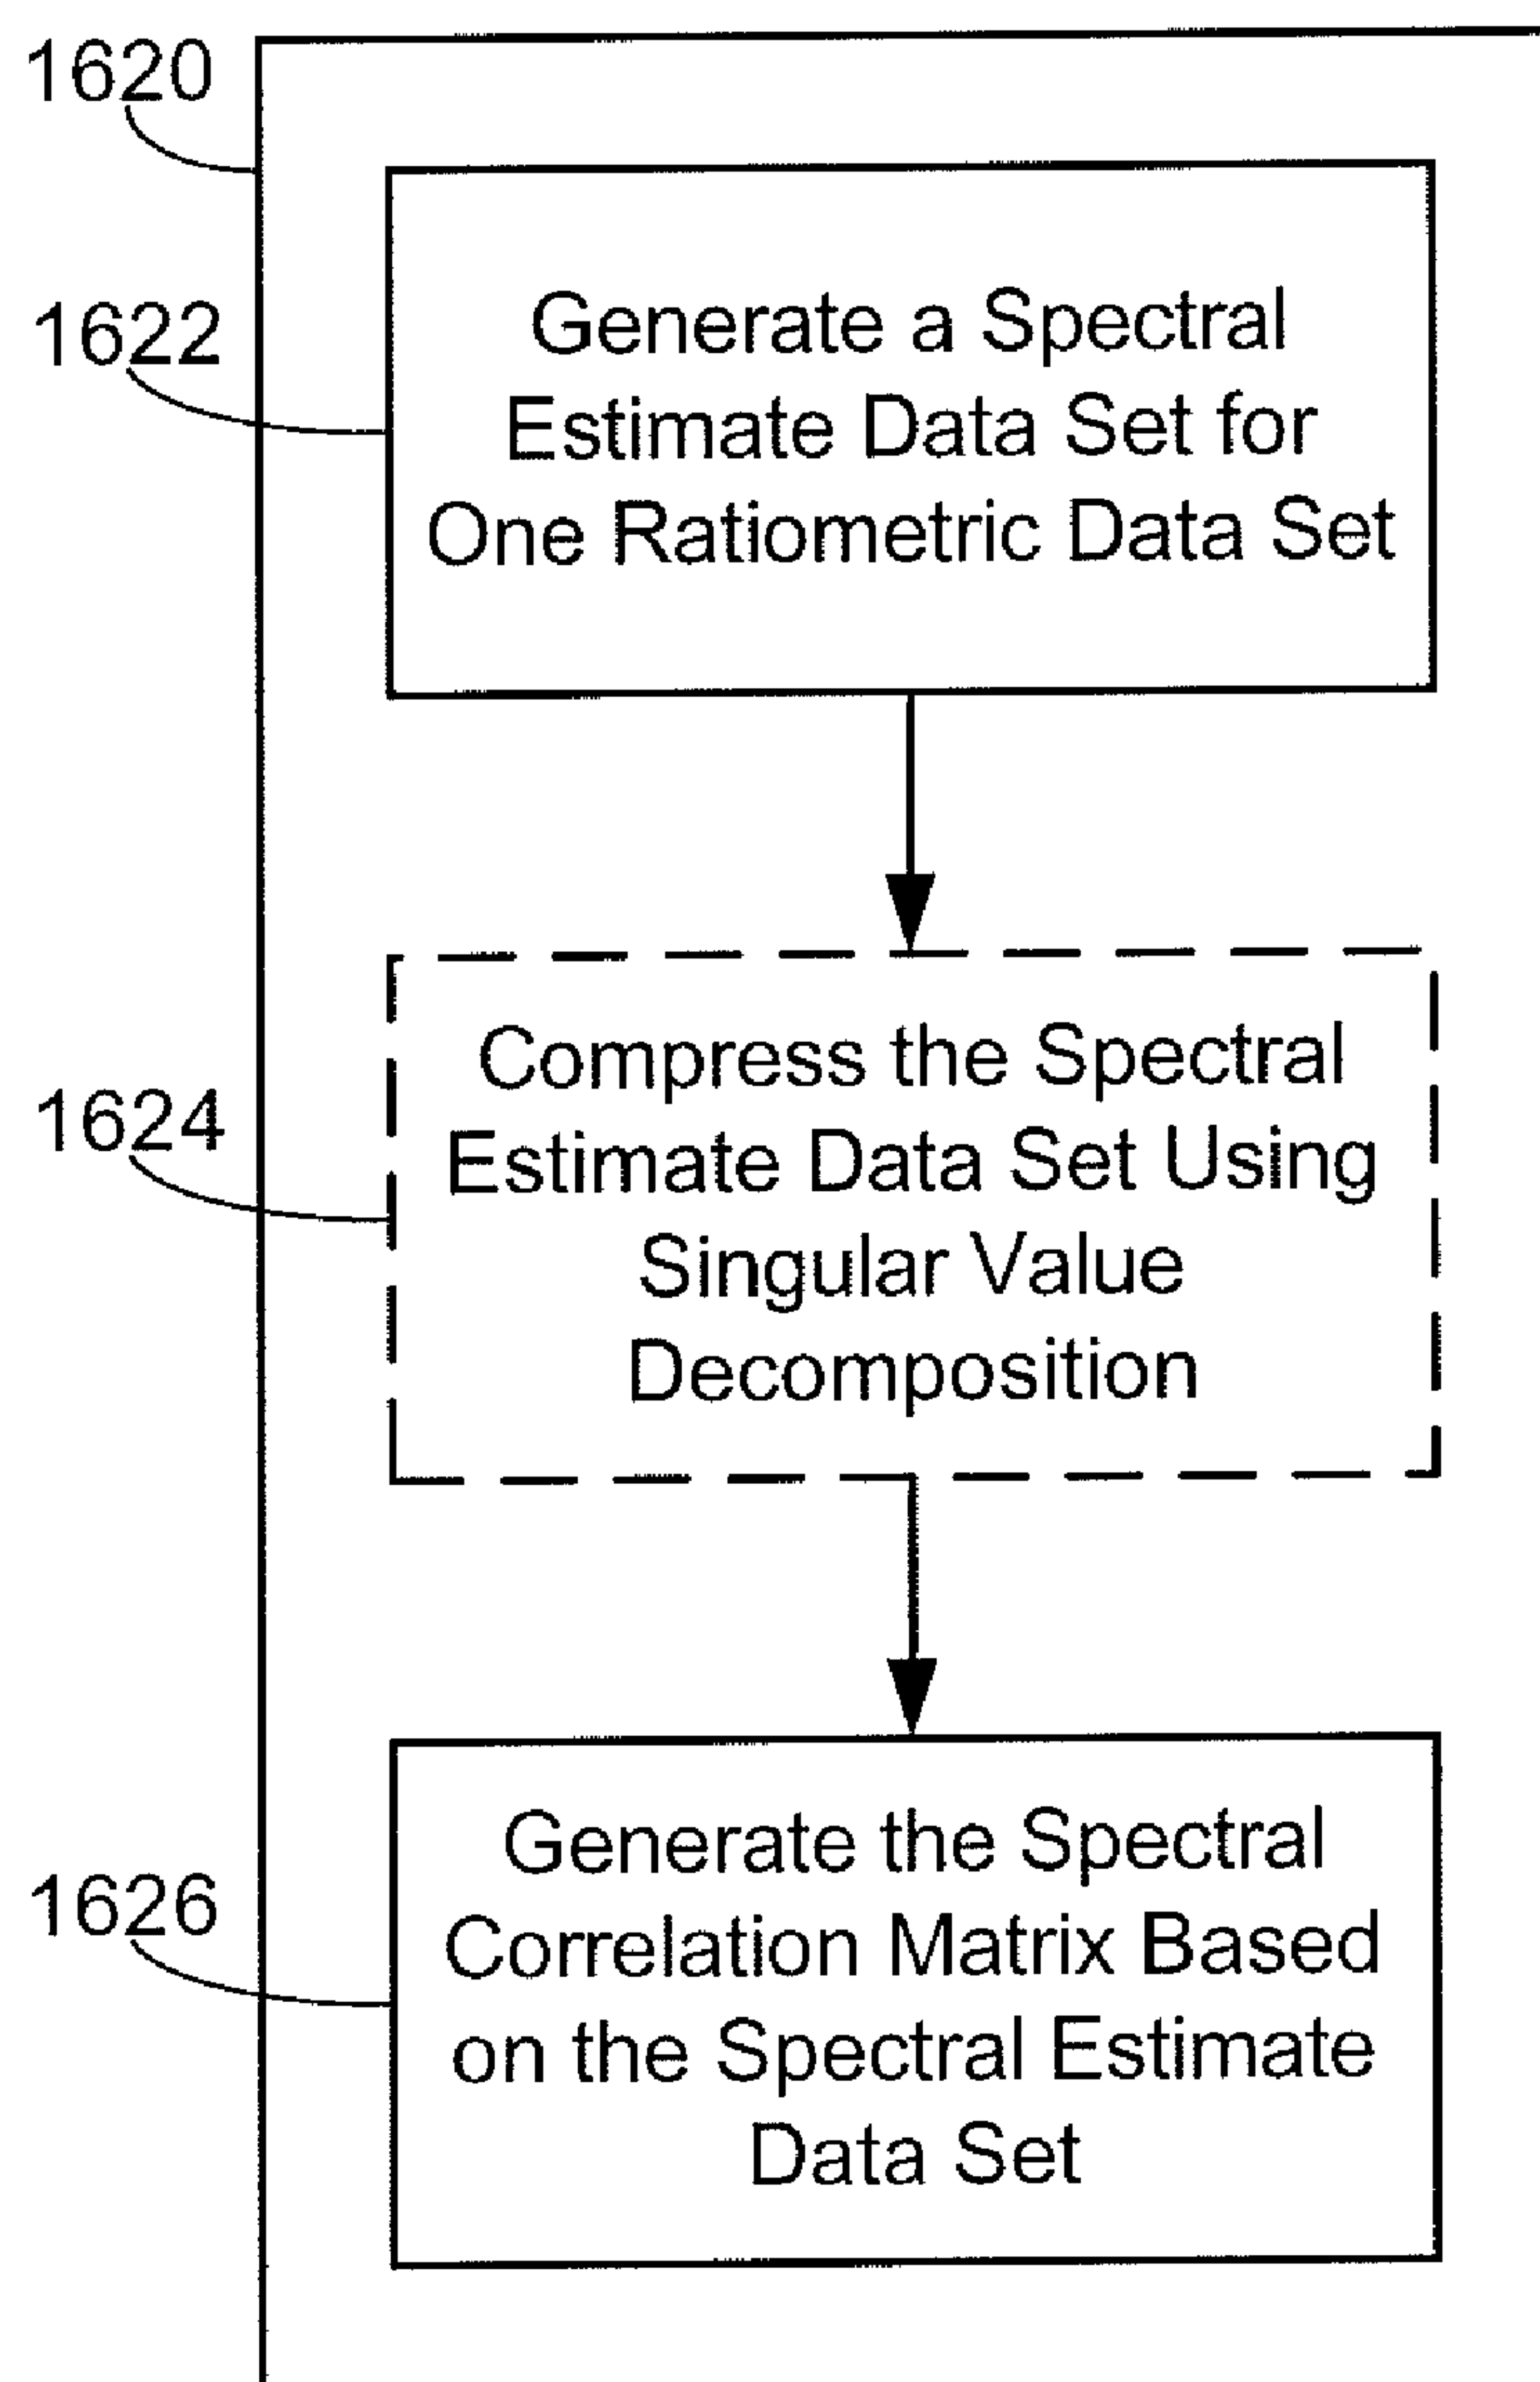 1620
1622
Generate a Spectral
Estimate Data Set for
One Ratiometric Data Set
1624
Compress the Spectral
Estimate Data Set Using
Singular Value
Decomposition
1626
Generate the Spectral
Correlation Matrix Based
on the Spectral Estimate
Data Set